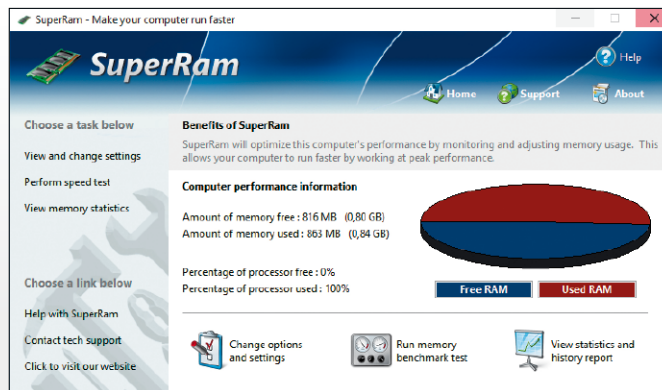 SuperRam - Make your computer run faster
SuperRam
Help
Home
Support
About
Choose a task below
View and change settings
Perform speed test
View memory statistics
Choose a link below
Help with SuperRam
Contact tech support
Click to visit our website
Benefits of SuperRam
SuperRam will optimize this computer's performance by monitoring and adjusting memory usage. This
allows your computer to run faster by working at peak performance.
Computer performance information
Amount of memory free : 816 MB (0,80 GB)
Amount of memory used : 863 MB (0,84 GB)
Percentage of processor free : 0%
Percentage of processor used : 100%
Free RAM
Used RAM
Change options
and settings
Run memory
benchmark test
View statistics and
history report